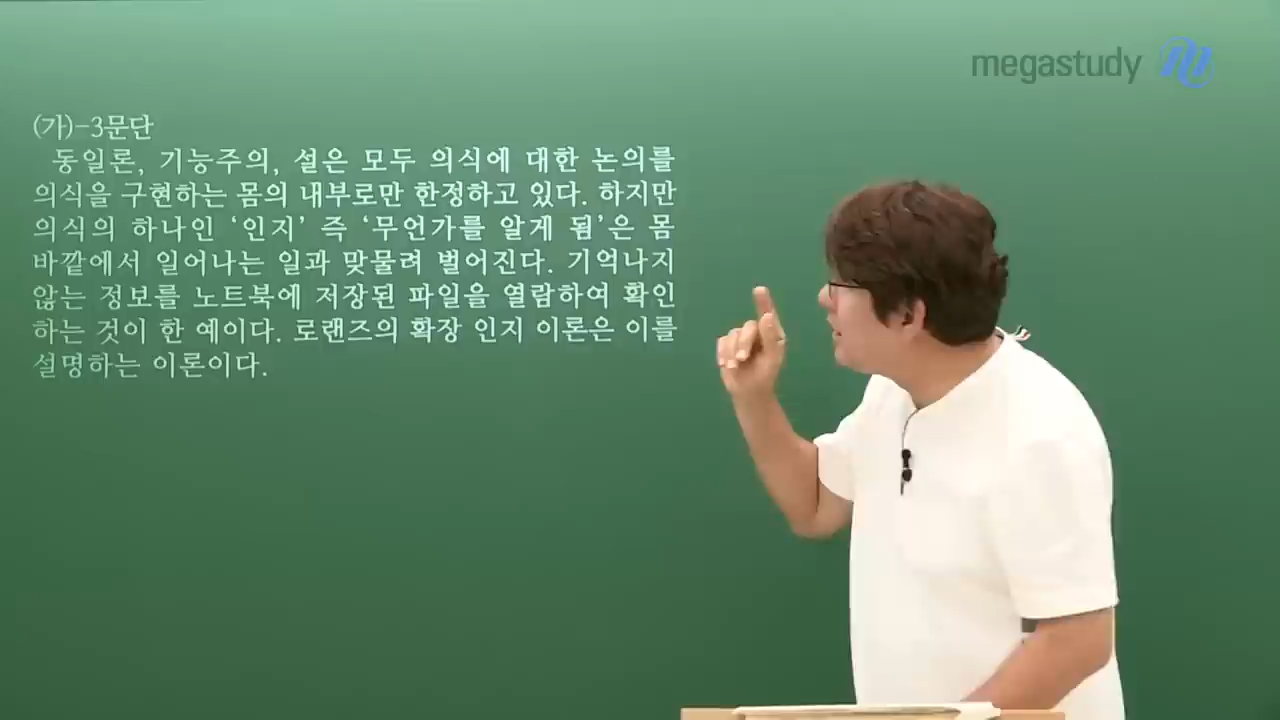 megastudy
(가)-3문단
동일론, 기능주의, 설은 모두 의식에 대한 논의를
의식을 구현하는 몸의 내부로만 한정하고 있다. 하지만
의식의 하나인 ‘인지’ 즉 ‘무언가를 알게 됨’은 몸
바깥에서 일어나는 일과 맞물려 벌어진다. 기억나지
않는 정보를 노트북에 저장된 파일을 열람하여 확인
하는 것이 한 예이다. 로랜즈의 확장 인지 이론은 이를
설명하는 이론이다.